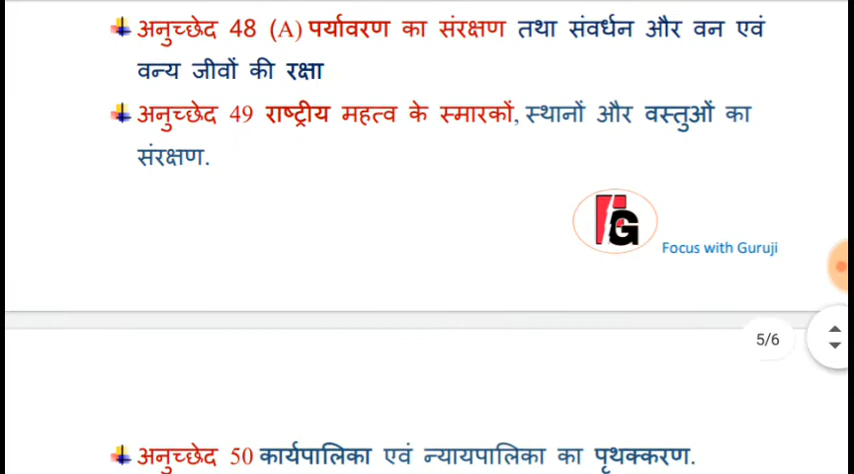 अनुच्छेद 48 (A) पर्यावरण का संरक्षण तथा संवर्धन और वन एवं
वन्य जीवों की रक्षा
अनुच्छेद 49 राष्ट्रीय महत्व के स्मारकों, स्थानों और वस्तुओं का
संरक्षण.
G
Focus with Guruji
5/6
अनुच्छेद 50 कार्यपालिका एवं न्यायपालिका का पृथक्करण.